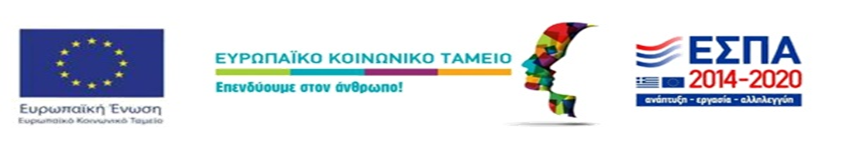 Ευρωπαϊκή Ένωση
Ευρωπαϊκό Κοινωνικό Ταμείο
ΕΥΡΩΠΑΪΚΟ ΚΟΙΝΩΝΙΚΟ ΤΑΜΕΙΟ
Επενδύουμε στον άνθρωπο!
ΕΣΠΑ
2014-2020
ανάπτυξη - εργασία - αλληλεγγύη